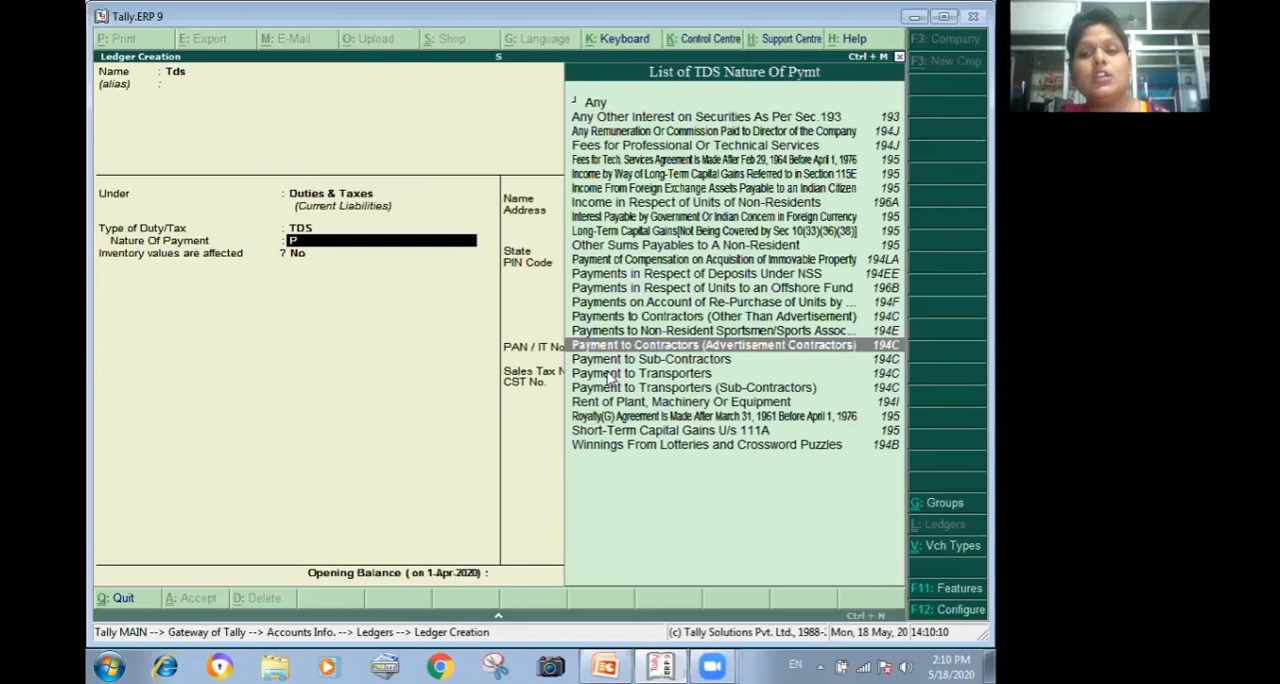 Tally.ERP 9
P: Print E: Export M: E-Mail O: Upload S: Shop G: Language K: Keyboard K: Control Centre H: Support Centre H: Help F3: Company
Ledger Creation S Ctrl + M
F3: New Cmp
Name : Tds
(alias) :
List of TDS Nature Of Pymt
Any
Any Other Interest on Securities As Per Sec.193 193
Any Remuneration Or Commission Paid to Director of the Company 194J
Fees for Professional Or Technical Services 194J
Fees for Tech. Services Agreement Is Made After Feb 29, 1964 Before April 1, 1976 195
Income by Way of Long-Term Capital Gains Referred to in Section 115E 195
Income From Foreign Exchange Assets Payable to an Indian Citizen 195
Income in Respect of Units of Non-Residents 196A
Interest Payable by Government Or Indian Concern in Foreign Currency 195
Long-Term Capital Gains[Not Being Covered by Sec 10(33)(36)(38)] 195
Other Sums Payables to A Non-Resident 195
Payment of Compensation on Acquisition of Immovable Property 194LA
Payments in Respect of Deposits Under NSS 194EE
Payments in Respect of Units to an Offshore Fund 196B
Payments on Account of Re-Purchase of Units by ... 194F
Payments to Contractors (Other Than Advertisement) 194C
Payments to Non-Resident Sportsmen/Sports Assoc... 194E
Payment to Contractors (Advertisement Contractors) 194C
Payment to Sub-Contractors 194C
Payment to Transporters 194C
Payment to Transporters (Sub-Contractors) 194C
Rent of Plant, Machinery Or Equipment 194I
Royalty(G) Agreement Is Made After March 31, 1961 Before April 1, 1976 195
Short-Term Capital Gains U/s 111A 195
Winnings From Lotteries and Crossword Puzzles 194B
Under : Duties & Taxes
(Current Liabilities)
Type of Duty/Tax : TDS
Nature Of Payment : P
Inventory values are affected ? No
Name
Address
State
PIN Code
PAN / IT No
Sales Tax N
CST No.
Opening Balance ( on 1-Apr-2020) :
G: Groups
L: Ledgers
V: Vch Types
F11: Features
F12: Configure
Q: Quit A: Accept D: Delete
Ctrl + N
Tally MAIN --> Gateway of Tally --> Accounts Info. --> Ledgers --> Ledger Creation (c) Tally Solutions Pvt. Ltd., 1988-2 Mon, 18 May, 20 14:10:10
EN 2:10 PM
5/18/2020